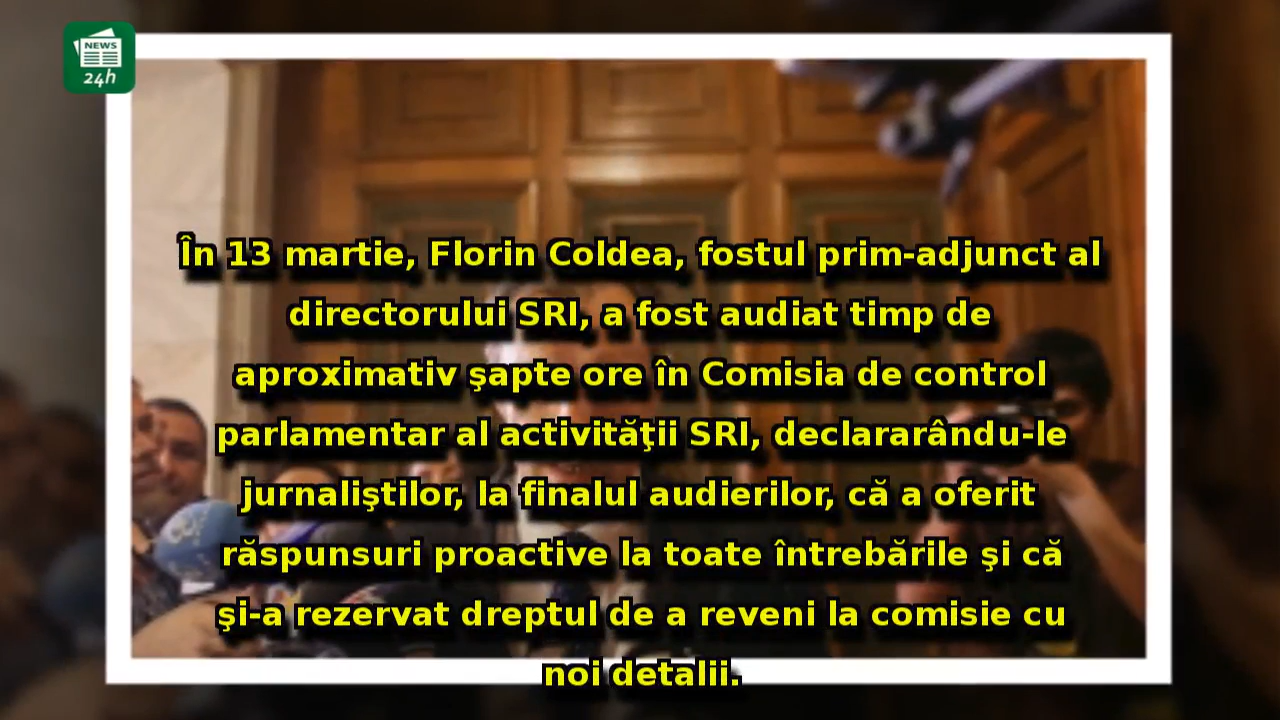 NEWS
24h
În 13 martie, Florin Coldea, fostul prim-adjunct al
directorului SRI, a fost audiat timp de
aproximativ şapte ore în Comisia de control
parlamentar al activităţii SRI, declararându-le
jurnaliştilor, la finalul audierilor, că a oferit
răspunsuri proactive la toate întrebările şi că
şi-a rezervat dreptul de a reveni la comisie cu
noi detalii.